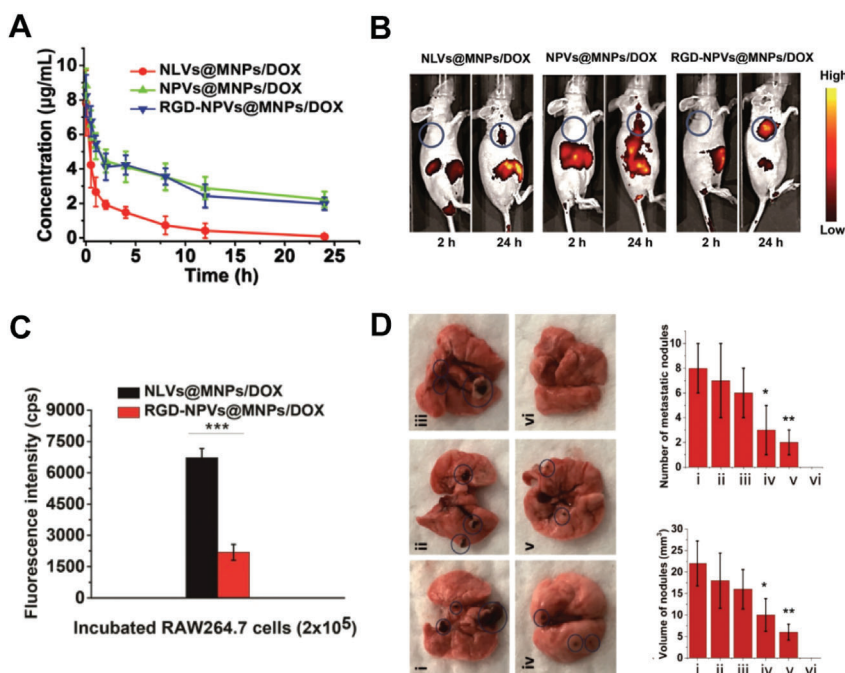 A
Concentration (µg/mL)
10
8
6
4
2
0
NLVs@MNPs/DOX
NPVs@MNPs/DOX
RGD-NPVs@MNPs/DOX
0 5 10 15 20 25
Time (h)
B
NLVs@MNPs/DOX NPVs@MNPs/DOX RGD-NPVs@MNPs/DOX
High
Low
2 h 24 h 2 h 24 h 2 h 24 h
C
Fluorescence intensity (cps)
9000
7500
6000
4500
3000
1500
0
NLVs@MNPs/DOX
RGD-NPVs@MNPs/DOX
***
Incubated RAW264.7 cells (2x10⁵)
D
iii vi
ii v
i iv
Number of metastatic nodules
10
8
6
4
2
0
* **
i ii iii iv v vi
Volume of nodules (mm³)
30
25
20
15
10
5
0
* **
i ii iii iv v vi